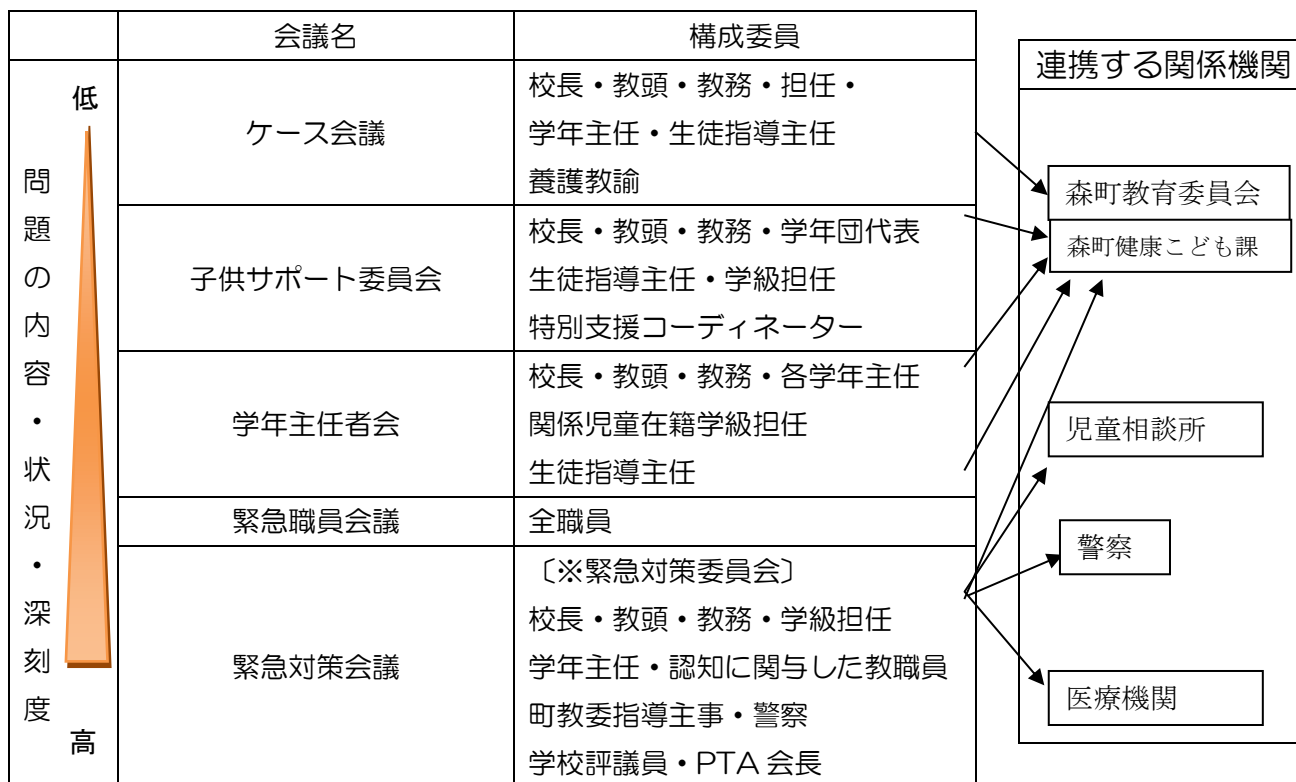 会議名
構成委員
連携する関係機関
問題の内容・状況・深刻度
低
高
ケース会議
校長・教頭・教務・担任・
学年主任・生徒指導主任
養護教諭
子供サポート委員会
校長・教頭・教務・学年団代表
生徒指導主任・学級担任
特別支援コーディネーター
学年主任者会
校長・教頭・教務・各学年主任
関係児童在籍学級担任
生徒指導主任
緊急職員会議
全職員
緊急対策会議
〔※緊急対策委員会〕
校長・教頭・教務・学級担任
学年主任・認知に関与した教職員
町教委指導主事・警察
学校評議員・PTA 会長
森町教育委員会
森町健康こども課
児童相談所
警察
医療機関